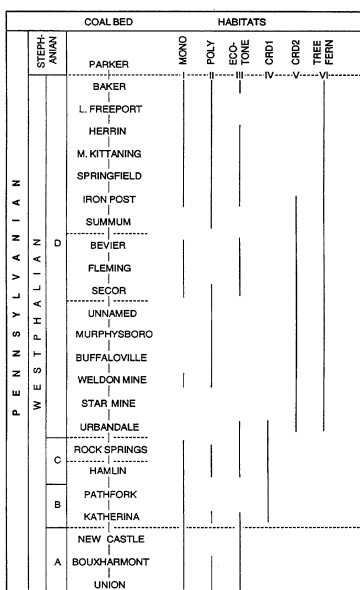 COAL BED HABITATS
PENNSYLVANIAN
WESTPHALIAN
STEPH-
ANIAN
D
C
B
A
MONO
POLY
ECO-
TONE
CRD1
CRD2
TREE
FERN
I II III IV V VI
PARKER
BAKER
L. FREEPORT
HERRIN
M. KITTANING
SPRINGFIELD
IRON POST
SUMMUM
BEVIER
FLEMING
SECOR
UNNAMED
MURPHYSBORO
BUFFALOVILLE
WELDON MINE
STAR MINE
URBANDALE
ROCK SPRINGS
HAMLIN
PATHFORK
KATHERINA
NEW CASTLE
BOUXHARMONT
UNION